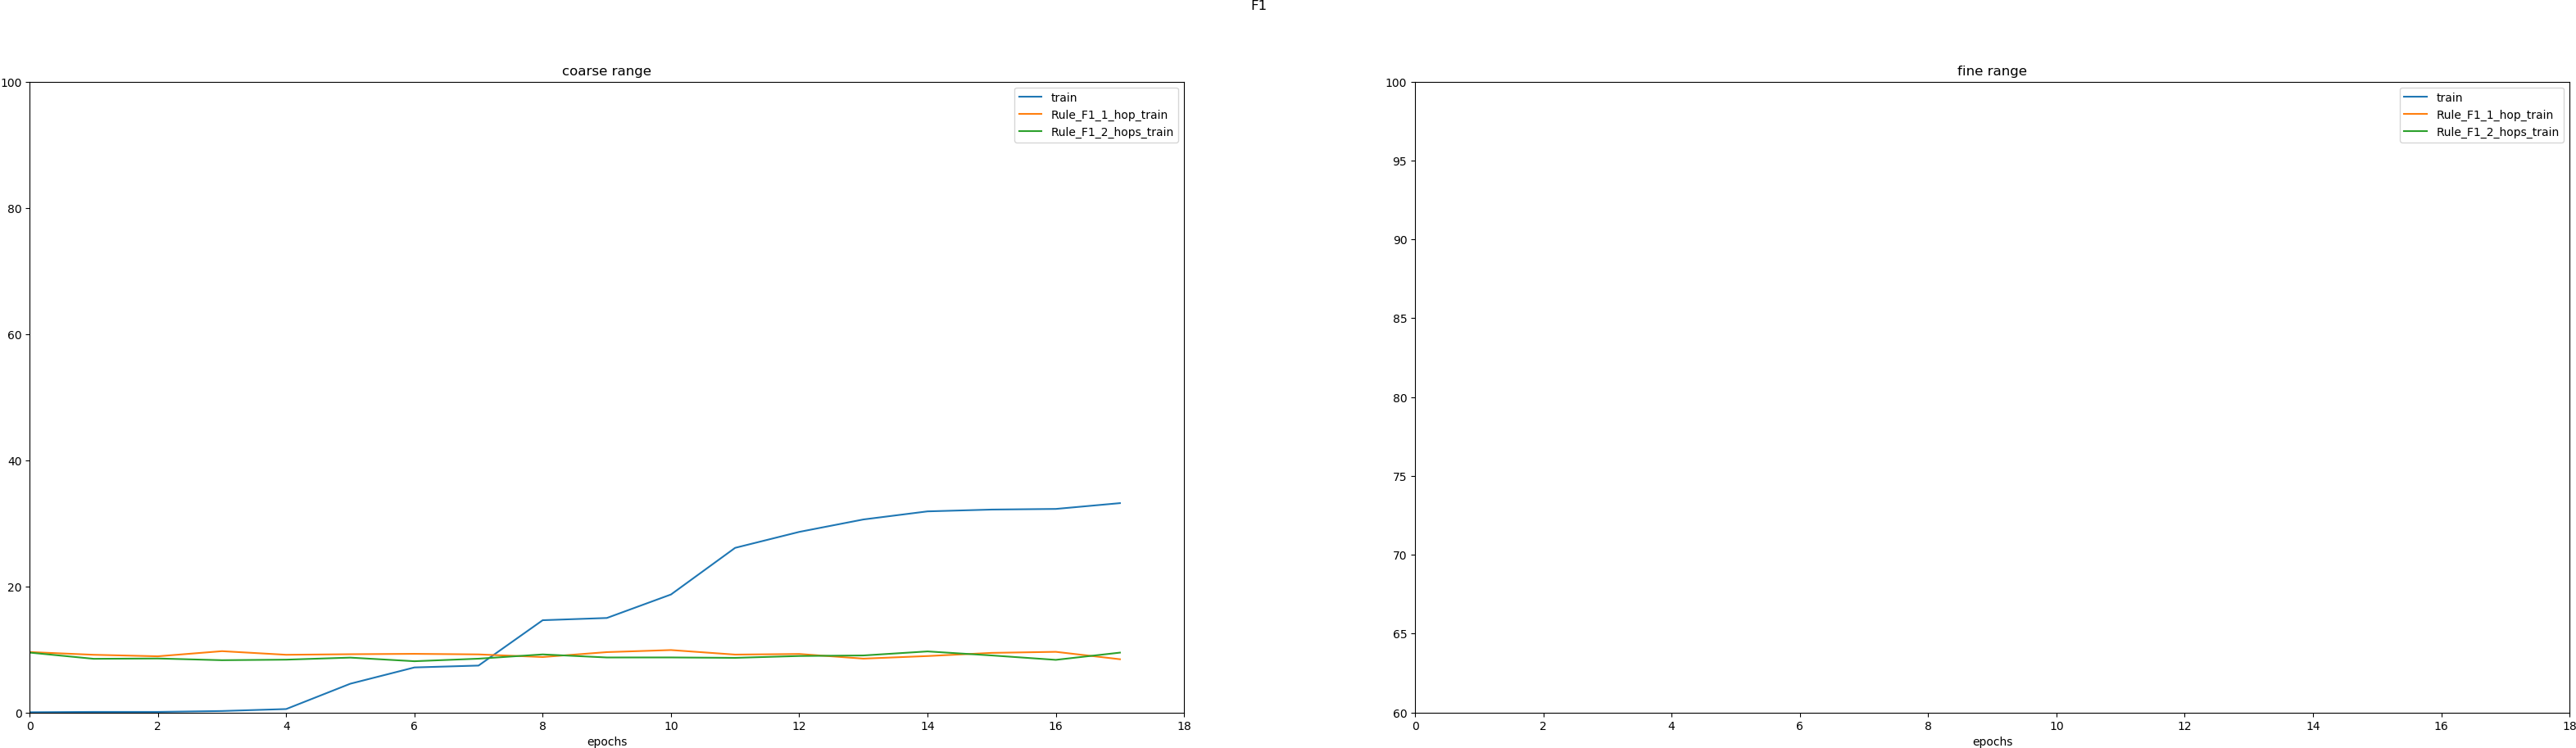 F1
coarse range
100
80
60
40
20
0
train
Rule_F1_1_hop_train
Rule_F1_2_hops_train
0 2 4 6 8 10 12 14 16 18
epochs
fine range
100
95
90
85
80
75
70
65
60
train
Rule_F1_1_hop_train
Rule_F1_2_hops_train
0 2 4 6 8 10 12 14 16 18
epochs